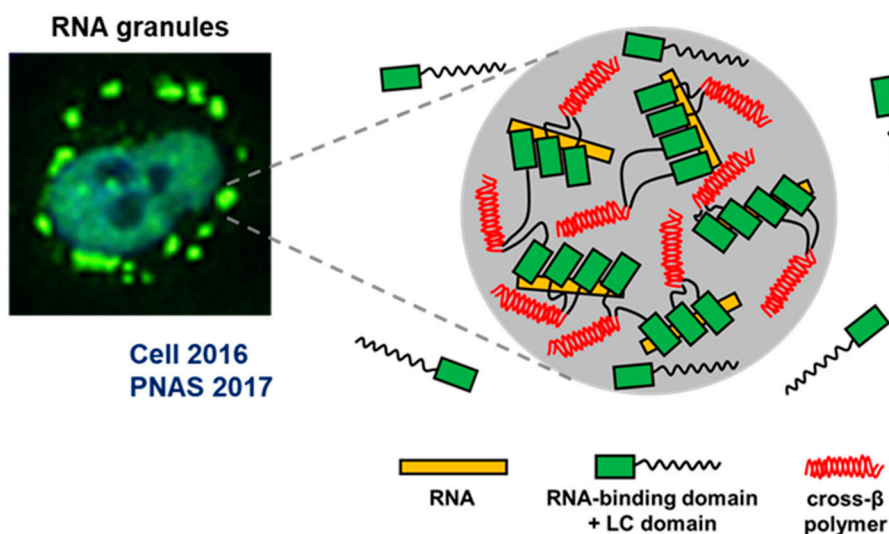 RNA granules
Cell 2016
PNAS 2017
RNA
RNA-binding domain
+ LC domain
cross-β
polymer